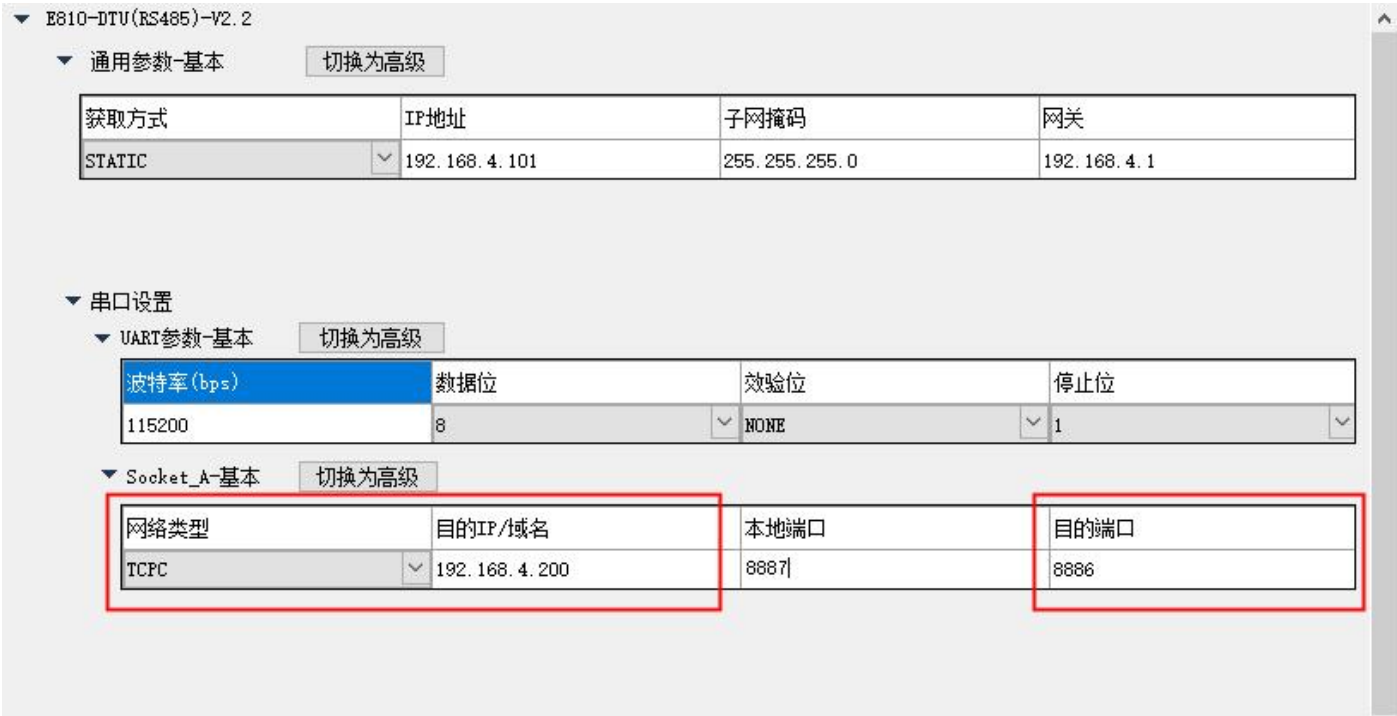 E810-DTU(RS485)-V2.2
通用参数-基本 切换为高级
获取方式 IP地址 子网掩码 网关
STATIC 192.168.4.101 255.255.255.0 192.168.4.1
串口设置
UART参数-基本 切换为高级
波特率(bps) 数据位 效验位 停止位
115200 8 NONE 1
Socket_A-基本 切换为高级
网络类型 目的IP/域名 本地端口 目的端口
TCPC 192.168.4.200 8887 8886